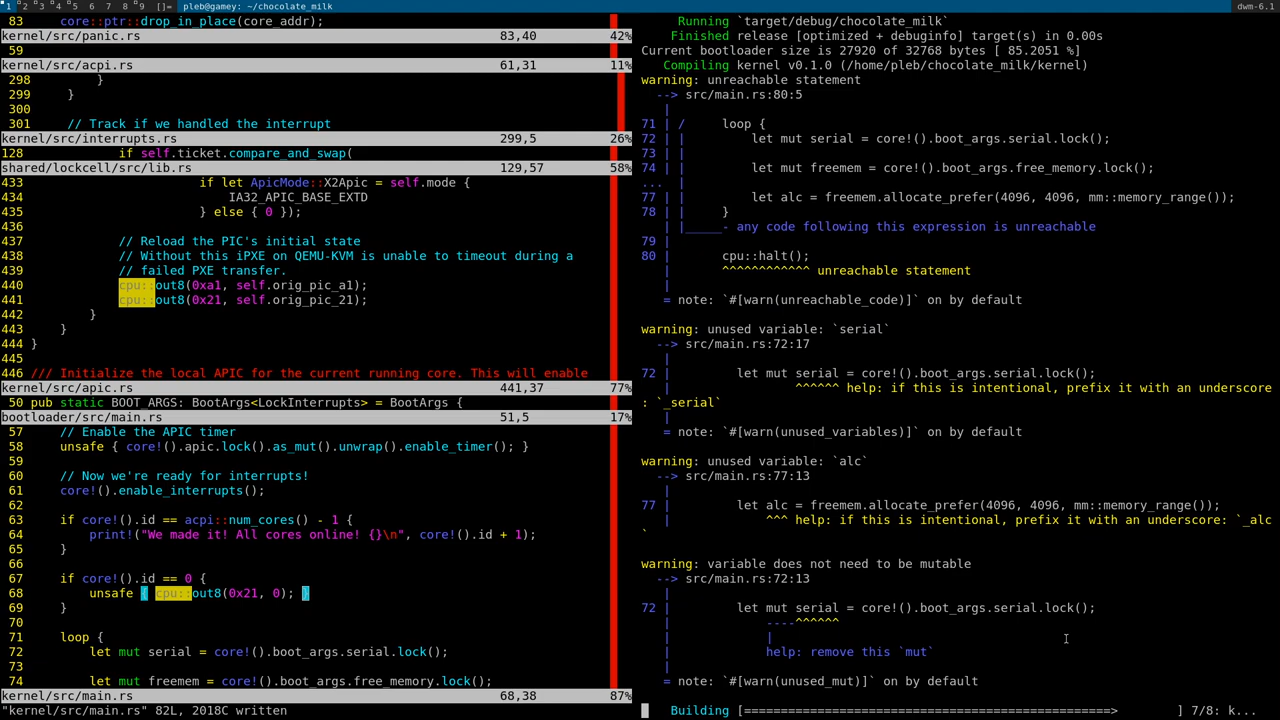 1 2 3 4 5 6 7 8 9 []= pleb@gamey: ~/chocolate_milk dwm-6.1
83 core::ptr::drop_in_place(core_addr);
kernel/src/panic.rs 83,40 42%
59
kernel/src/acpi.rs 61,31 11%
298 }
299 }
300
301 // Track if we handled the interrupt
kernel/src/interrupts.rs 299,5 26%
128 if self.ticket.compare_and_swap(
shared/lockcell/src/lib.rs 129,57 58%
433 if let ApicMode::X2Apic = self.mode {
434 IA32_APIC_BASE_EXTD
435 } else { 0 });
436
437 // Reload the PIC's initial state
438 // Without this iPXE on QEMU-KVM is unable to timeout during a
439 // failed PXE transfer.
440 cpu::out8(0xa1, self.orig_pic_a1);
441 cpu::out8(0x21, self.orig_pic_21);
442 }
443 }
444 }
445
446 /// Initialize the local APIC for the current running core. This will enable
kernel/src/apic.rs 441,37 77%
50 pub static BOOT_ARGS: BootArgs<LockInterrupts> = BootArgs {
bootloader/src/main.rs 51,5 17%
57 // Enable the APIC timer
58 unsafe { core!().apic.lock().as_mut().unwrap().enable_timer(); }
59
60 // Now we're ready for interrupts!
61 core!().enable_interrupts();
62
63 if core!().id == acpi::num_cores() - 1 {
64 print!("We made it! All cores online! {}\n", core!().id + 1);
65 }
66
67 if core!().id == 0 {
68 unsafe { cpu::out8(0x21, 0); }
69 }
70
71 loop {
72 let mut serial = core!().boot_args.serial.lock();
73
74 let mut freemem = core!().boot_args.free_memory.lock();
kernel/src/main.rs 68,38 87%
"kernel/src/main.rs" 82L, 2018C written
Running `target/debug/chocolate_milk`
Finished release [optimized + debuginfo] target(s) in 0.00s
Current bootloader size is 27920 of 32768 bytes [ 85.2051 %]
Compiling kernel v0.1.0 (/home/pleb/chocolate_milk/kernel)
warning: unreachable statement
--> src/main.rs:80:5
|
71 | / loop {
72 | | let mut serial = core!().boot_args.serial.lock();
73 | |
74 | | let mut freemem = core!().boot_args.free_memory.lock();
... |
77 | | let alc = freemem.allocate_prefer(4096, 4096, mm::memory_range());
78 | | }
| |_____- any code following this expression is unreachable
79 |
80 | cpu::halt();
| ^^^^^^^^^^^^ unreachable statement
|
= note: `#[warn(unreachable_code)]` on by default
warning: unused variable: `serial`
--> src/main.rs:72:17
|
72 | let mut serial = core!().boot_args.serial.lock();
| ^^^^^^ help: if this is intentional, prefix it with an underscore
: `_serial`
|
= note: `#[warn(unused_variables)]` on by default
warning: unused variable: `alc`
--> src/main.rs:77:13
|
77 | let alc = freemem.allocate_prefer(4096, 4096, mm::memory_range());
| ^^^ help: if this is intentional, prefix it with an underscore: `_alc
`
warning: variable does not need to be mutable
--> src/main.rs:72:13
|
72 | let mut serial = core!().boot_args.serial.lock();
| ----^^^^^^
| |
| help: remove this `mut`
|
= note: `#[warn(unused_mut)]` on by default
Building [===================================================> ] 7/8: k...